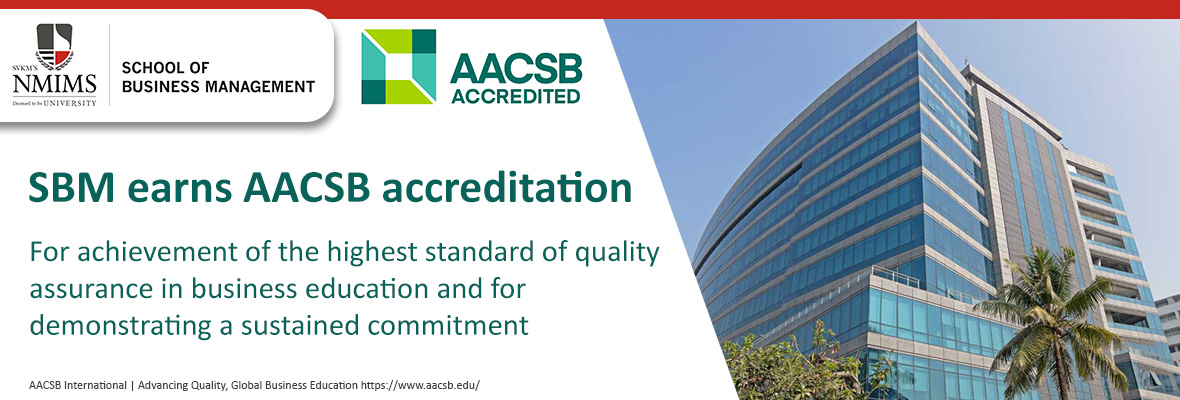 SVKM'S
NMIMS
Deemed to be UNIVERSITY
SCHOOL OF
BUSINESS MANAGEMENT
AACSB
ACCREDITED
SBM earns AACSB accreditation
For achievement of the highest standard of quality
assurance in business education and for
demonstrating a sustained commitment
AACSB International | Advancing Quality, Global Business Education https://www.aacsb.edu/